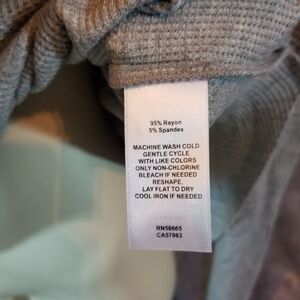 95% Rayon
5% Spandex
MACHINE WASH COLD
GENTLE CYCLE
WITH LIKE COLORS
ONLY NON-CHLORINE
BLEACH IF NEEDED
RESHAPE,
LAY FLAT TO DRY
COOL IRON IF NEEDED
RN58665
CA57963